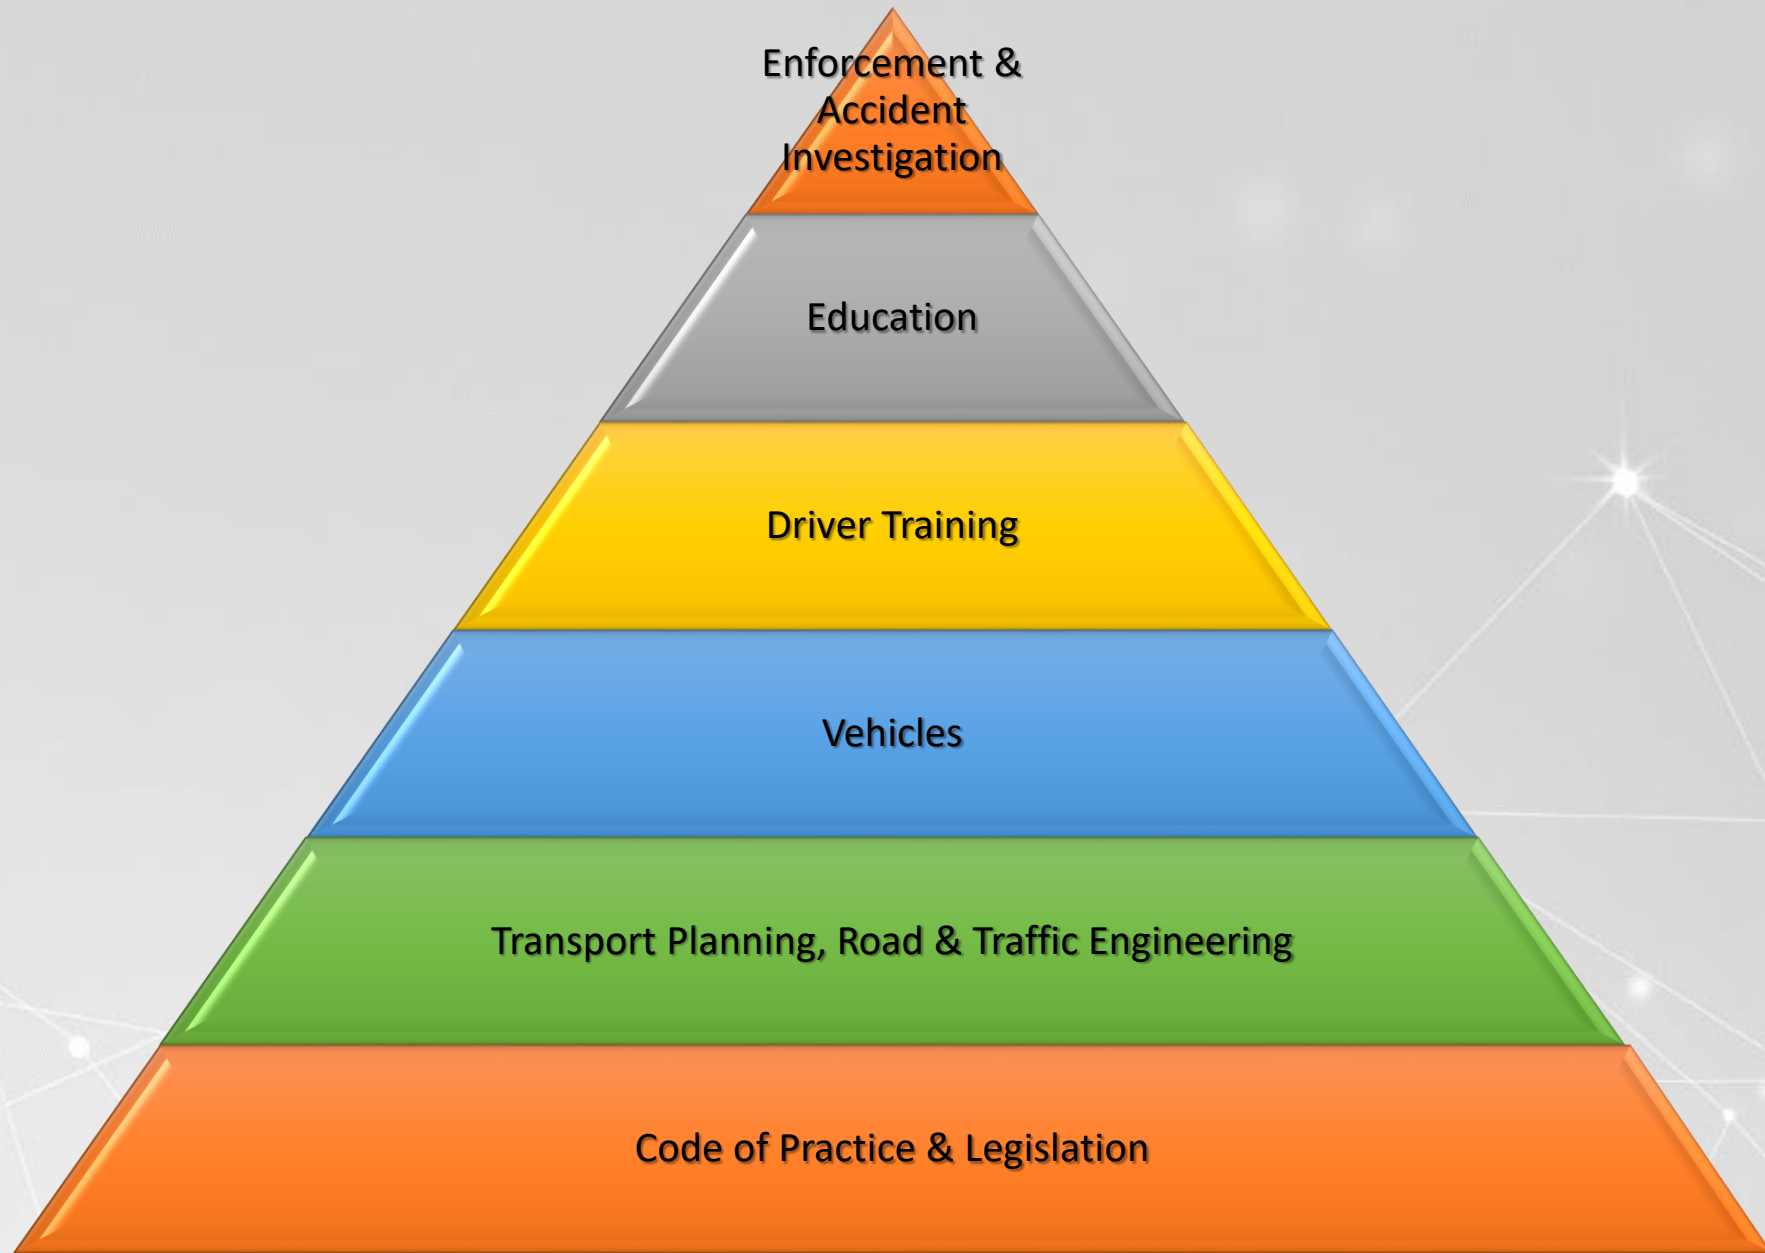 Enforcement &
Accident
Investigation
Education
Driver Training
Vehicles
Transport Planning, Road & Traffic Engineering
Code of Practice & Legislation